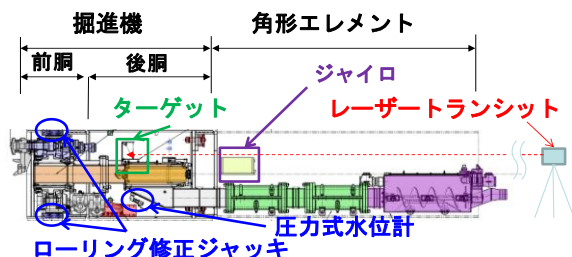 掘進機
角形エレメント
前胴
後胴
ジャイロ
ターゲット
レーザートランシット
圧力式水位計
ローリング修正ジャッキ